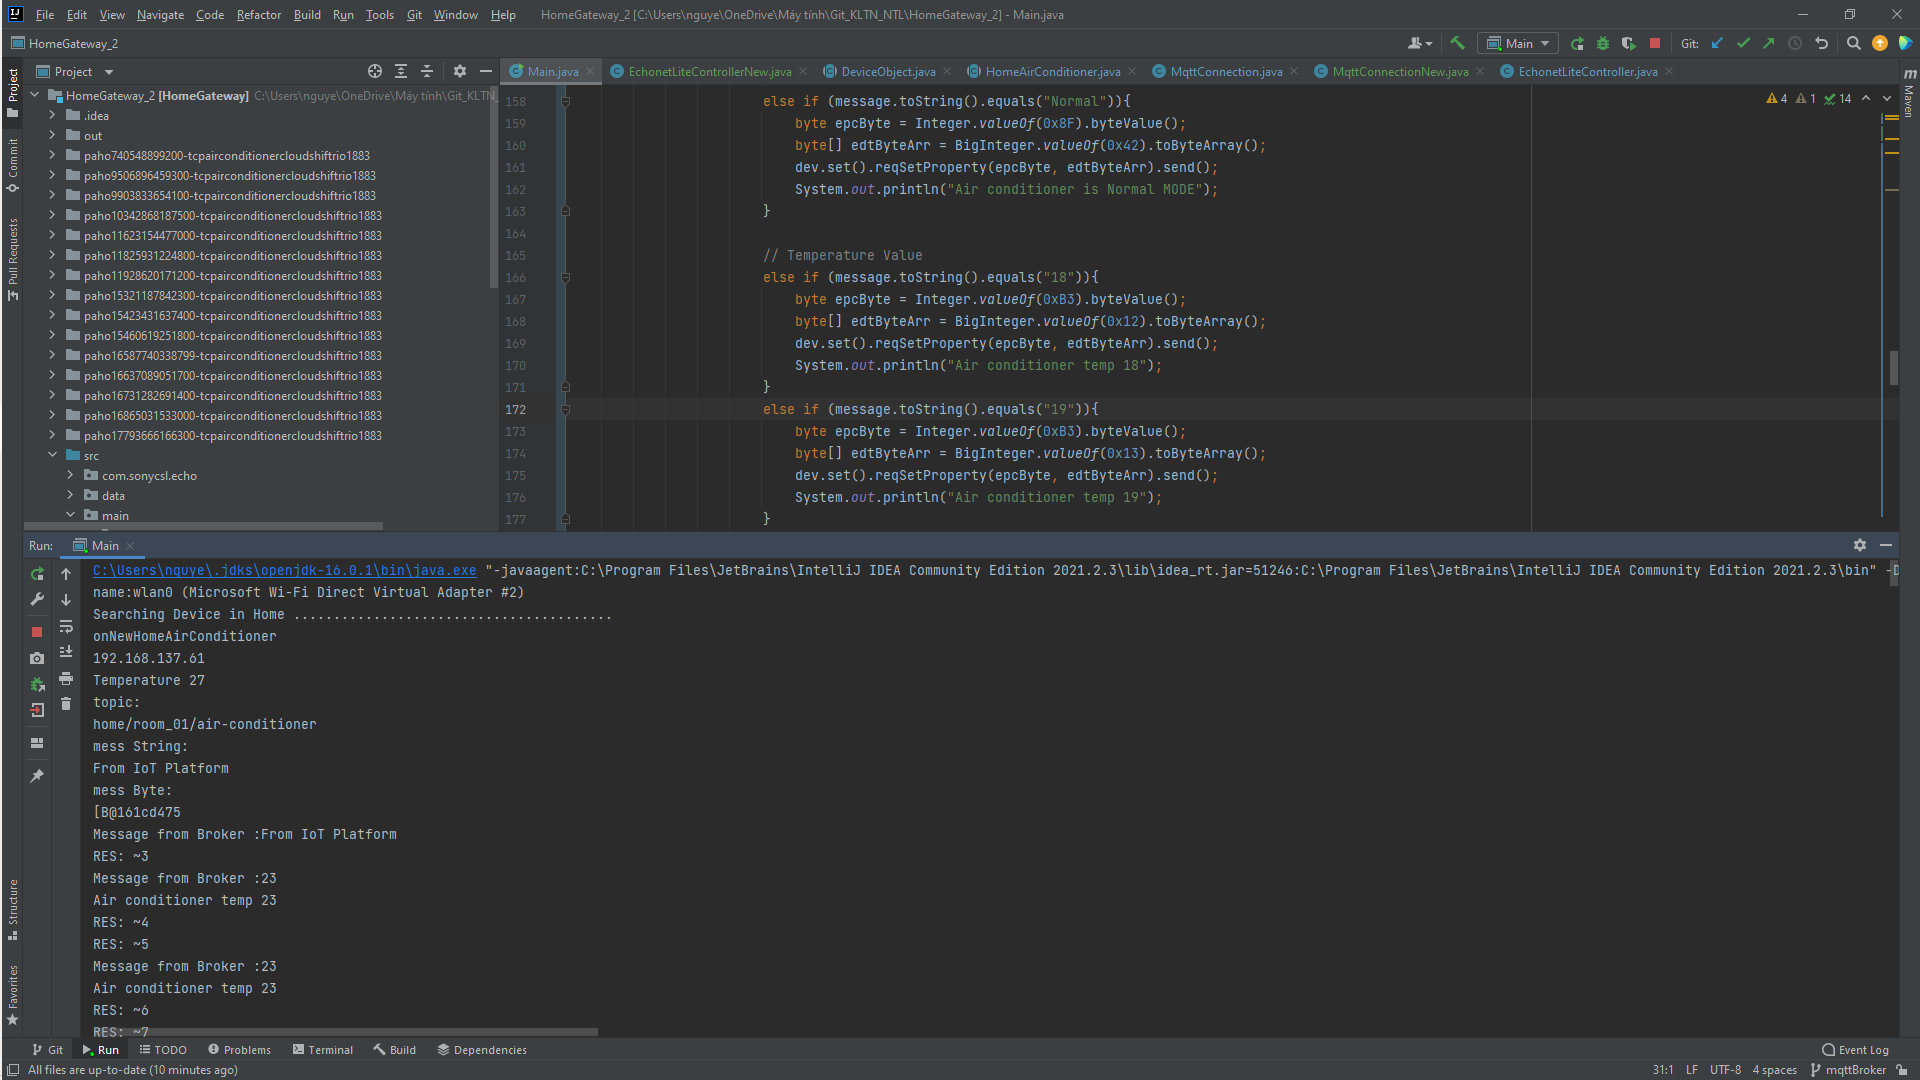 File Edit View Navigate Code Refactor Build Run Tools Git Window Help HomeGateway_2 [C:\Users\nguye\OneDrive\Máy tính\Git_KLTN_NTL\HomeGateway_2] - Main.java
HomeGateway_2
Main
Git:
Project
Main.java
EchonetLiteControllerNew.java
DeviceObject.java
HomeAirConditioner.java
MqttConnection.java
MqttConnectionNew.java
EchonetLiteController.java
Maven
Project
Commit
Pull Requests
Structure
Favorites
HomeGateway_2 [HomeGateway] C:\Users\nguye\OneDrive\Máy tính\Git_KLTN_
.idea
out
paho740548899200-tcpairconditionercloudshiftrio1883
paho9506896459300-tcpairconditionercloudshiftrio1883
paho9903833654100-tcpairconditionercloudshiftrio1883
paho10342868187500-tcpairconditionercloudshiftrio1883
paho11623154477000-tcpairconditionercloudshiftrio1883
paho11825931224800-tcpairconditionercloudshiftrio1883
paho11928620171200-tcpairconditionercloudshiftrio1883
paho15321187842300-tcpairconditionercloudshiftrio1883
paho15423431637400-tcpairconditionercloudshiftrio1883
paho15460619251800-tcpairconditionercloudshiftrio1883
paho16587740338799-tcpairconditionercloudshiftrio1883
paho16637089051700-tcpairconditionercloudshiftrio1883
paho16731282691400-tcpairconditionercloudshiftrio1883
paho16865031533000-tcpairconditionercloudshiftrio1883
paho17793666166300-tcpairconditionercloudshiftrio1883
src
com.sonycsl.echo
data
main
4 1 14
158 else if (message.toString().equals("Normal")){
159 byte epcByte = Integer.valueOf(0x8F).byteValue();
160 byte[] edtByteArr = BigInteger.valueOf(0x42).toByteArray();
161 dev.set().reqSetProperty(epcByte, edtByteArr).send();
162 System.out.println("Air conditioner is Normal MODE");
163 }
164
165 // Temperature Value
166 else if (message.toString().equals("18")){
167 byte epcByte = Integer.valueOf(0xB3).byteValue();
168 byte[] edtByteArr = BigInteger.valueOf(0x12).toByteArray();
169 dev.set().reqSetProperty(epcByte, edtByteArr).send();
170 System.out.println("Air conditioner temp 18");
171 }
172 else if (message.toString().equals("19")){
173 byte epcByte = Integer.valueOf(0xB3).byteValue();
174 byte[] edtByteArr = BigInteger.valueOf(0x13).toByteArray();
175 dev.set().reqSetProperty(epcByte, edtByteArr).send();
176 System.out.println("Air conditioner temp 19");
177 }
Run: Main
C:\Users\nguye\.jdks\openjdk-16.0.1\bin\java.exe "-javaagent:C:\Program Files\JetBrains\IntelliJ IDEA Community Edition 2021.2.3\lib\idea_rt.jar=51246:C:\Program Files\JetBrains\IntelliJ IDEA Community Edition 2021.2.3\bin" -D
name:wlan0 (Microsoft Wi-Fi Direct Virtual Adapter #2)
Searching Device in Home ........................................
onNewHomeAirConditioner
192.168.137.61
Temperature 27
topic:
home/room_01/air-conditioner
mess String:
From IoT Platform
mess Byte:
[B@161cd475
Message from Broker :From IoT Platform
RES: ~3
Message from Broker :23
Air conditioner temp 23
RES: ~4
RES: ~5
Message from Broker :23
Air conditioner temp 23
RES: ~6
RES: ~7
Git Run TODO Problems Terminal Build Dependencies Event Log
All files are up-to-date (10 minutes ago) 31:1 LF UTF-8 4 spaces mqttBroker